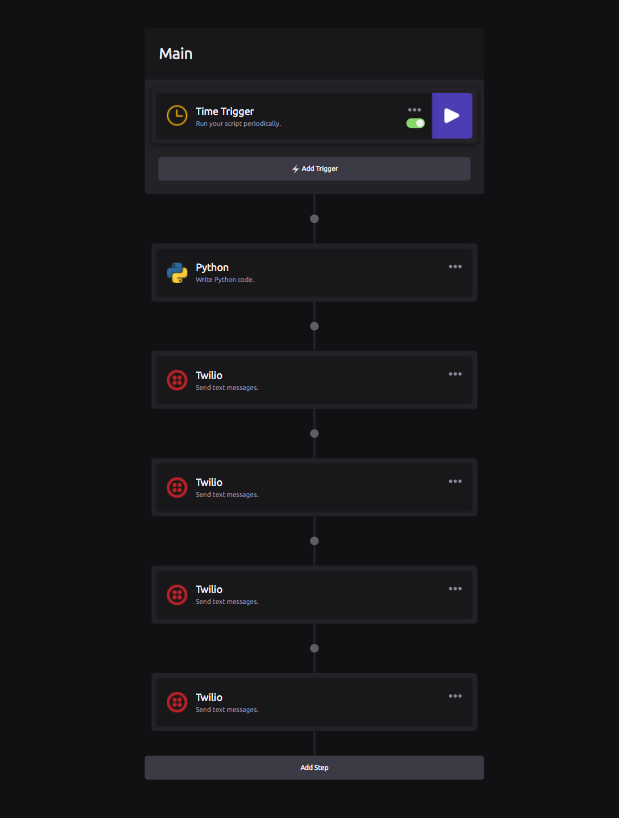 Main
Time Trigger
Run your script periodically.
Add Trigger
Python
Write Python code.
Twilio
Send text messages.
Twilio
Send text messages.
Twilio
Send text messages.
Twilio
Send text messages.
Add Step